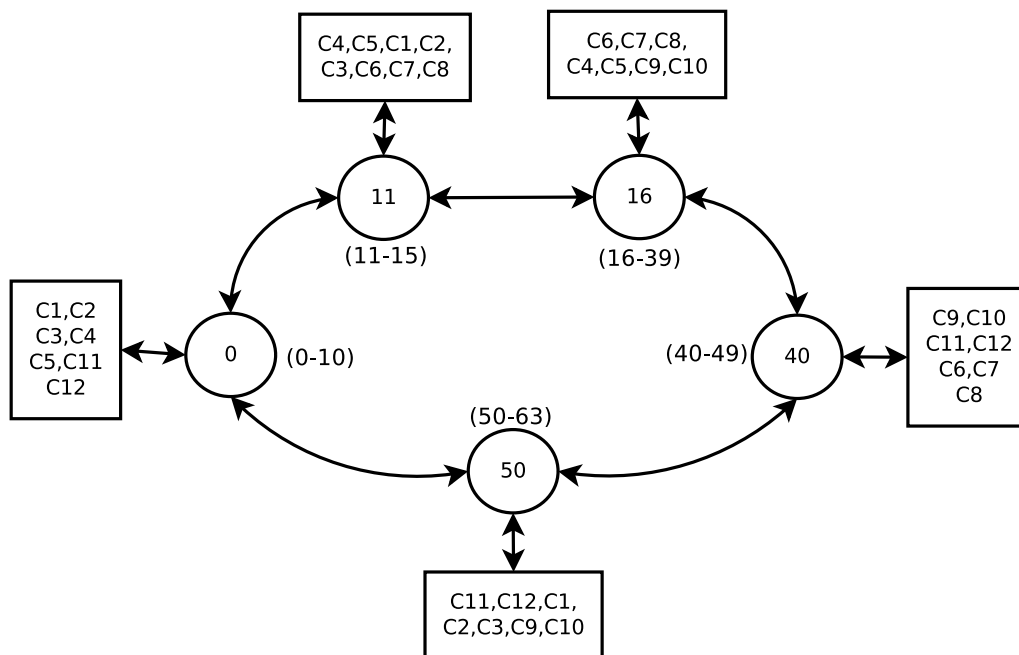 C4,C5,C1,C2,
C3,C6,C7,C8
C6,C7,C8,
C4,C5,C9,C10
11
16
(11-15)
(16-39)
C1,C2
C3,C4
C5,C11
C12
0
(0-10)
(40-49)
40
C9,C10
C11,C12
C6,C7
C8
(50-63)
50
C11,C12,C1,
C2,C3,C9,C10